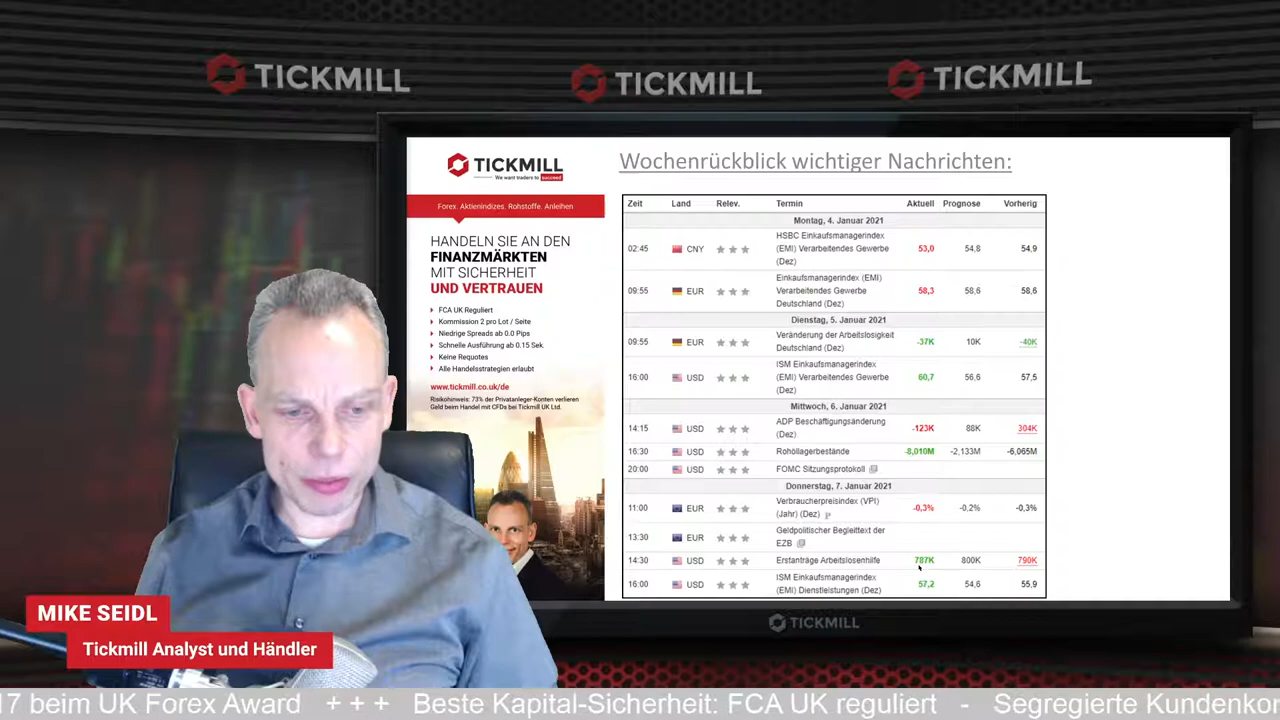 TICKMILL
TICKMILL
TICKMILL
TICKMILL
We want traders to succeed
Forex. Aktienindizes. Rohstoffe. Anleihen
HANDELN SIE AN DEN
FINANZMÄRKTEN
MIT SICHERHEIT
UND VERTRAUEN
FCA UK Reguliert
Kommission 2 pro Lot / Seite
Niedrige Spreads ab 0.0 Pips
Schnelle Ausführung ab 0.15 Sek.
Keine Requotes
Alle Handelsstrategien erlaubt
www.tickmill.co.uk/de
Risikohinweis: 73% der Privatanleger-Konten verlieren
Geld beim Handel mit CFDs bei Tickmill UK Ltd.
Wochenrückblick wichtiger Nachrichten:
Zeit Land Relev. Termin Aktuell Prognose Vorherig
Montag, 4. Januar 2021
HSBC Einkaufsmanagerindex
02:45 CNY (EMI) Verarbeitendes Gewerbe 53,0 54,8 54,9
(Dez)
Einkaufsmanagerindex (EMI)
09:55 EUR Verarbeitendes Gewerbe 58,3 58,6 58,6
Deutschland (Dez)
Dienstag, 5. Januar 2021
Veränderung der Arbeitslosigkeit
09:55 EUR Deutschland (Dez) -37K 10K -40K
ISM Einkaufsmanagerindex
16:00 USD (EMI) Verarbeitendes Gewerbe 60,7 56,6 57,5
(Dez)
Mittwoch, 6. Januar 2021
ADP Beschäftigungsänderung
14:15 USD (Dez) -123K 88K 304K
16:30 USD Rohöllagerbestände -8,010M -2,133M -6,065M
20:00 USD FOMC Sitzungsprotokoll
Donnerstag, 7. Januar 2021
Verbraucherpreisindex (VPI)
11:00 EUR (Jahr) (Dez) P -0,3% -0,2% -0,3%
Geldpolitischer Begleittext der
13:30 EUR EZB
14:30 USD Erstanträge Arbeitslosenhilfe 787K 800K 790K
ISM Einkaufsmanagerindex
16:00 USD (EMI) Dienstleistungen (Dez) 57,2 54,6 55,9
TICKMILL
MIKE SEIDL
Tickmill Analyst und Händler
17 beim UK Forex Award +++ Beste Kapital-Sicherheit: FCA UK reguliert - Segregierte Kundenkon